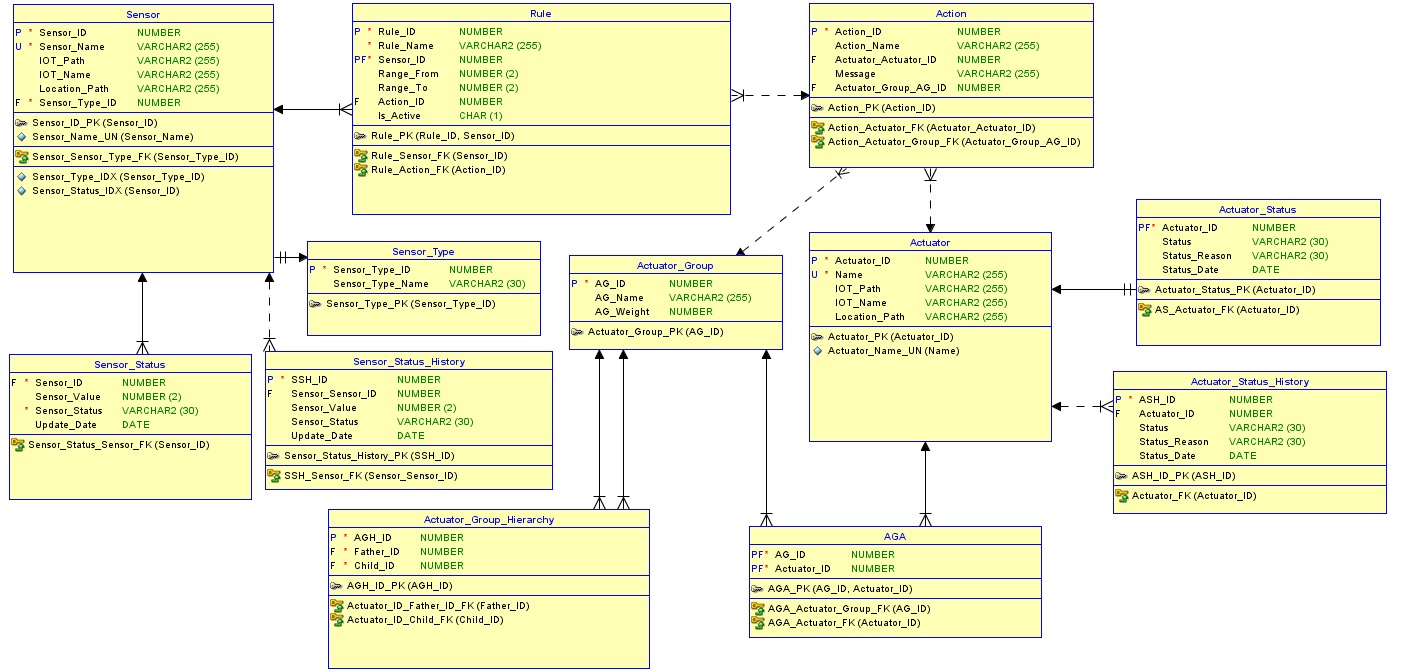 Sensor
P * Sensor_ID NUMBER
U * Sensor_Name VARCHAR2 (255)
IOT_Path VARCHAR2 (255)
IOT_Name VARCHAR2 (255)
Location_Path VARCHAR2 (255)
F * Sensor_Type_ID NUMBER
Sensor_ID_PK (Sensor_ID)
Sensor_Name_UN (Sensor_Name)
Sensor_Sensor_Type_FK (Sensor_Type_ID)
Sensor_Type_IDX (Sensor_Type_ID)
Sensor_Status_IDX (Sensor_ID)
Rule
P * Rule_ID NUMBER
* Rule_Name VARCHAR2 (255)
PF* Sensor_ID NUMBER
Range_From NUMBER (2)
Range_To NUMBER (2)
F Action_ID NUMBER
Is_Active CHAR (1)
Rule_PK (Rule_ID, Sensor_ID)
Rule_Sensor_FK (Sensor_ID)
Rule_Action_FK (Action_ID)
Action
P * Action_ID NUMBER
Action_Name VARCHAR2 (255)
F Actuator_Actuator_ID NUMBER
Message VARCHAR2 (255)
F Actuator_Group_AG_ID NUMBER
Action_PK (Action_ID)
Action_Actuator_FK (Actuator_Actuator_ID)
Action_Actuator_Group_FK (Actuator_Group_AG_ID)
Sensor_Type
P * Sensor_Type_ID NUMBER
Sensor_Type_Name VARCHAR2 (30)
Sensor_Type_PK (Sensor_Type_ID)
Actuator_Group
P * AG_ID NUMBER
AG_Name VARCHAR2 (255)
AG_Weight NUMBER
Actuator_Group_PK (AG_ID)
Actuator
P * Actuator_ID NUMBER
U * Name VARCHAR2 (255)
IOT_Path VARCHAR2 (255)
IOT_Name VARCHAR2 (255)
Location_Path VARCHAR2 (255)
Actuator_PK (Actuator_ID)
Actuator_Name_UN (Name)
Actuator_Status
PF* Actuator_ID NUMBER
Status VARCHAR2 (30)
Status_Reason VARCHAR2 (30)
Status_Date DATE
Actuator_Status_PK (Actuator_ID)
AS_Actuator_FK (Actuator_ID)
Sensor_Status
F * Sensor_ID NUMBER
Sensor_Value NUMBER (2)
* Sensor_Status VARCHAR2 (30)
Update_Date DATE
Sensor_Status_Sensor_FK (Sensor_ID)
Sensor_Status_History
P * SSH_ID NUMBER
F Sensor_Sensor_ID NUMBER
Sensor_Value NUMBER (2)
Sensor_Status VARCHAR2 (30)
Update_Date DATE
Sensor_Status_History_PK (SSH_ID)
SSH_Sensor_FK (Sensor_Sensor_ID)
Actuator_Status_History
P * ASH_ID NUMBER
F Actuator_ID NUMBER
Status VARCHAR2 (30)
Status_Reason VARCHAR2 (30)
Status_Date DATE
ASH_ID_PK (ASH_ID)
Actuator_FK (Actuator_ID)
Actuator_Group_Hierarchy
P * AGH_ID NUMBER
F * Father_ID NUMBER
F * Child_ID NUMBER
AGH_ID_PK (AGH_ID)
Actuator_ID_Father_ID_FK (Father_ID)
Actuator_ID_Child_FK (Child_ID)
AGA
PF* AG_ID NUMBER
PF* Actuator_ID NUMBER
AGA_PK (AG_ID, Actuator_ID)
AGA_Actuator_Group_FK (AG_ID)
AGA_Actuator_FK (Actuator_ID)